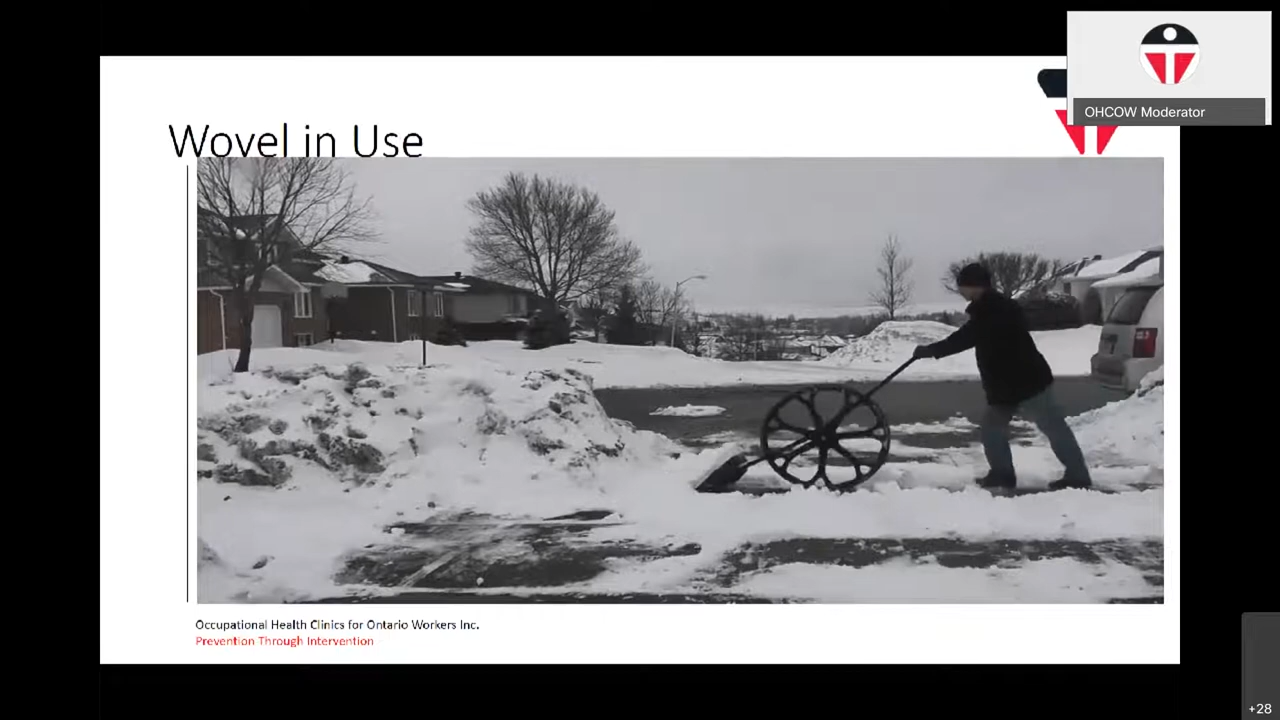 OHCOW Moderator
Wovel in Use
Occupational Health Clinics for Ontario Workers Inc.
Prevention Through Intervention
+28